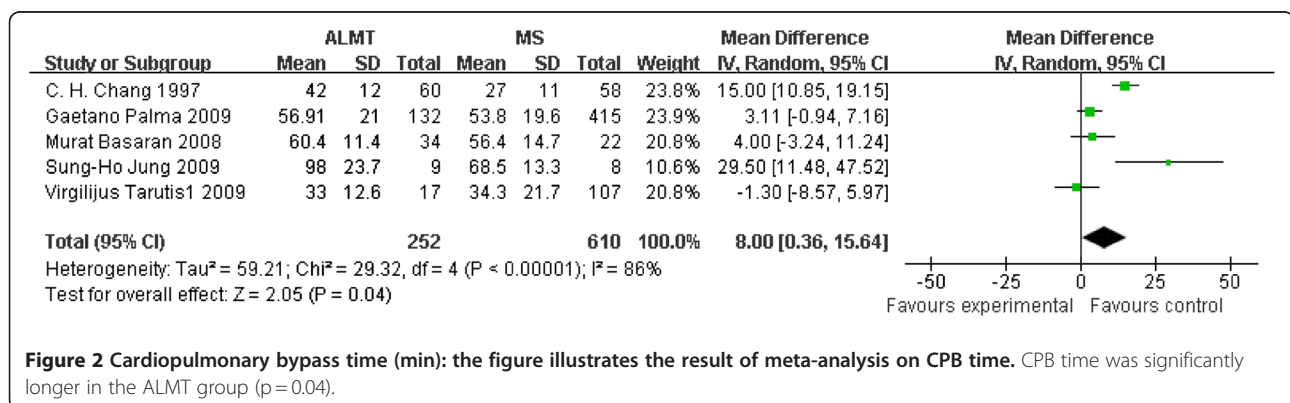 ALMT MS Mean Difference Mean Difference
Study or Subgroup Mean SD Total Mean SD Total Weight IV, Random, 95% CI IV, Random, 95% CI
C. H. Chang 1997 42 12 60 27 11 58 23.8% 15.00 [10.85, 19.15]
Gaetano Palma 2009 56.91 21 132 53.8 19.6 415 23.9% 3.11 [-0.94, 7.16]
Murat Basaran 2008 60.4 11.4 34 56.4 14.7 22 20.8% 4.00 [-3.24, 11.24]
Sung-Ho Jung 2009 98 23.7 9 68.5 13.3 8 10.6% 29.50 [11.48, 47.52]
Virgilijus Tarutis1 2009 33 12.6 17 34.3 21.7 107 20.8% -1.30 [-8.57, 5.97]
Total (95% CI) 252 610 100.0% 8.00 [0.36, 15.64]
Heterogeneity: Tau² = 59.21; Chi² = 29.32, df = 4 (P < 0.00001); I² = 86%
Test for overall effect: Z = 2.05 (P = 0.04)
-50 -25 0 25 50
Favours experimental Favours control
Figure 2 Cardiopulmonary bypass time (min): the figure illustrates the result of meta-analysis on CPB time. CPB time was significantly
longer in the ALMT group (p = 0.04).